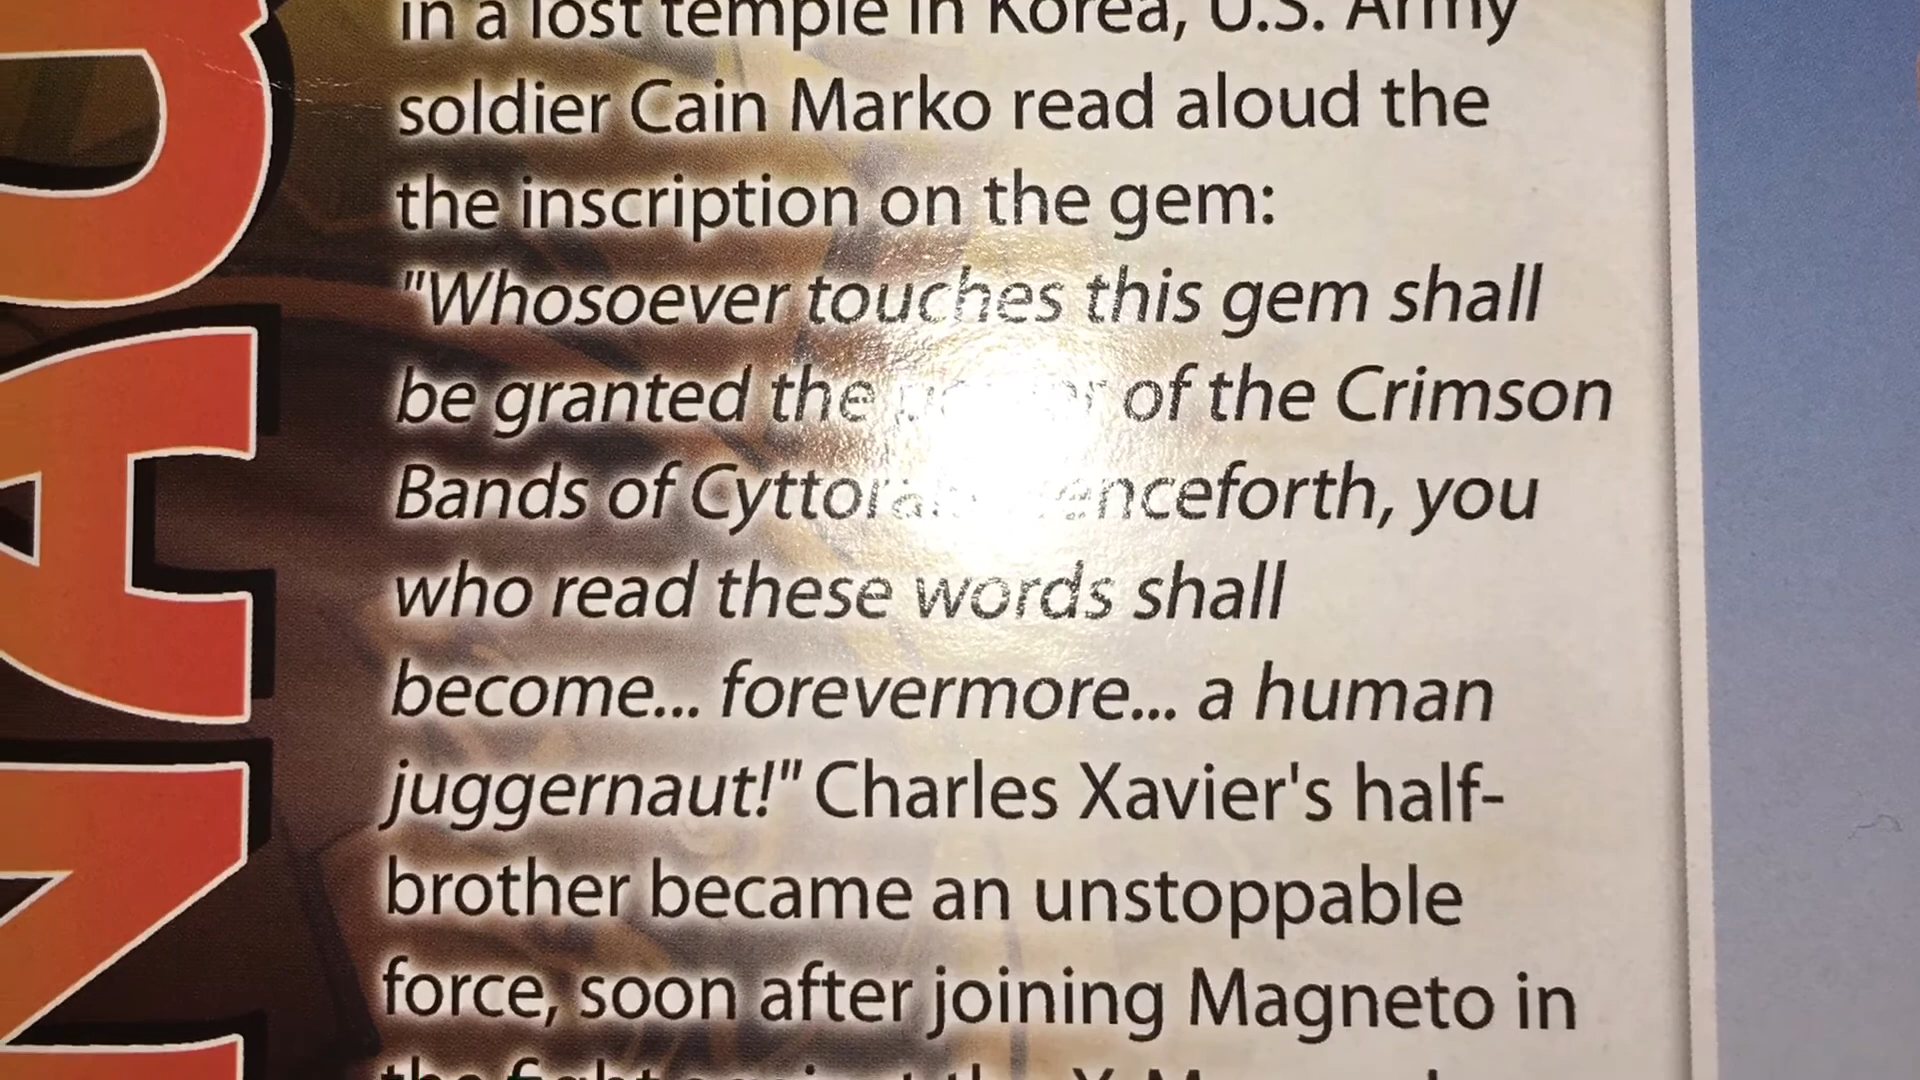 in a lost temple in Korea, U.S. Army
soldier Cain Marko read aloud the
the inscription on the gem:
"Whosoever touches this gem shall
be granted the of the Crimson
Bands of you
who read these words shall
become... forevermore... a human
juggernaut!" Charles Xavier's half-
brother became an unstoppable
force, soon after joining Magneto in
NAU